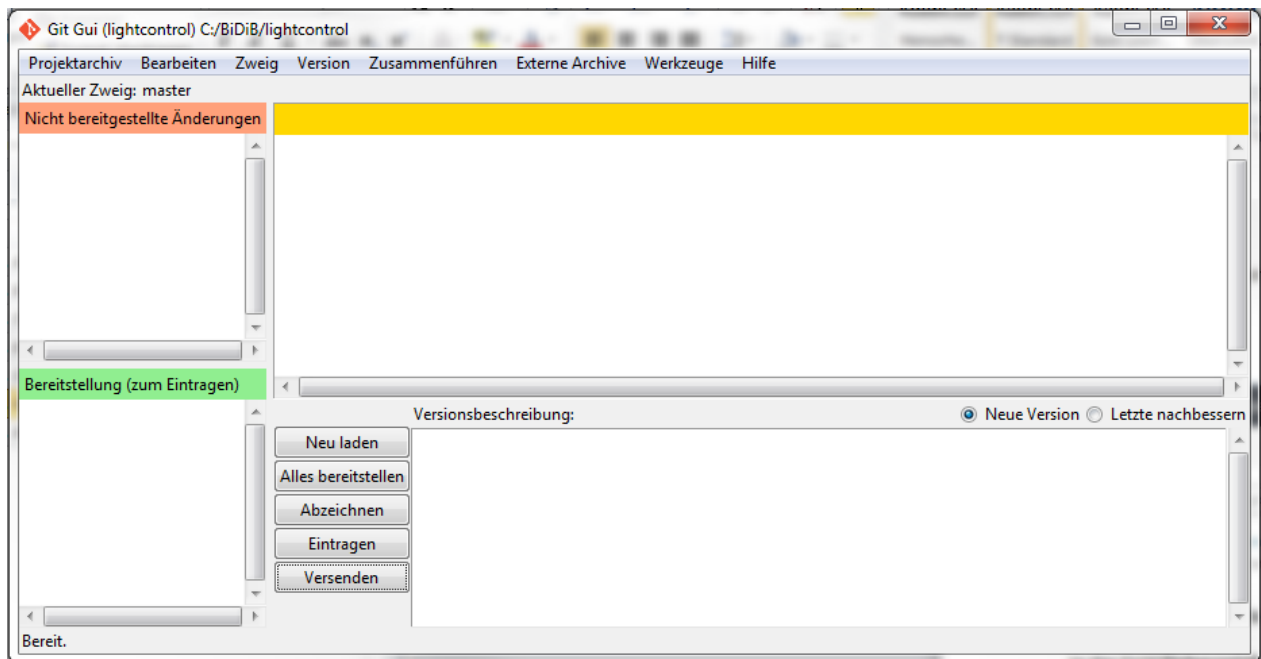 Git Gui (lightcontrol) C:/BiDiB/lightcontrol
Projektarchiv Bearbeiten Zweig Version Zusammenführen Externe Archive Werkzeuge Hilfe
Aktueller Zweig: master
Nicht bereitgestellte Änderungen
Bereitstellung (zum Eintragen)
Versionsbeschreibung: Neue Version Letzte nachbessern
Neu laden
Alles bereitstellen
Abzeichnen
Eintragen
Versenden
Bereit.